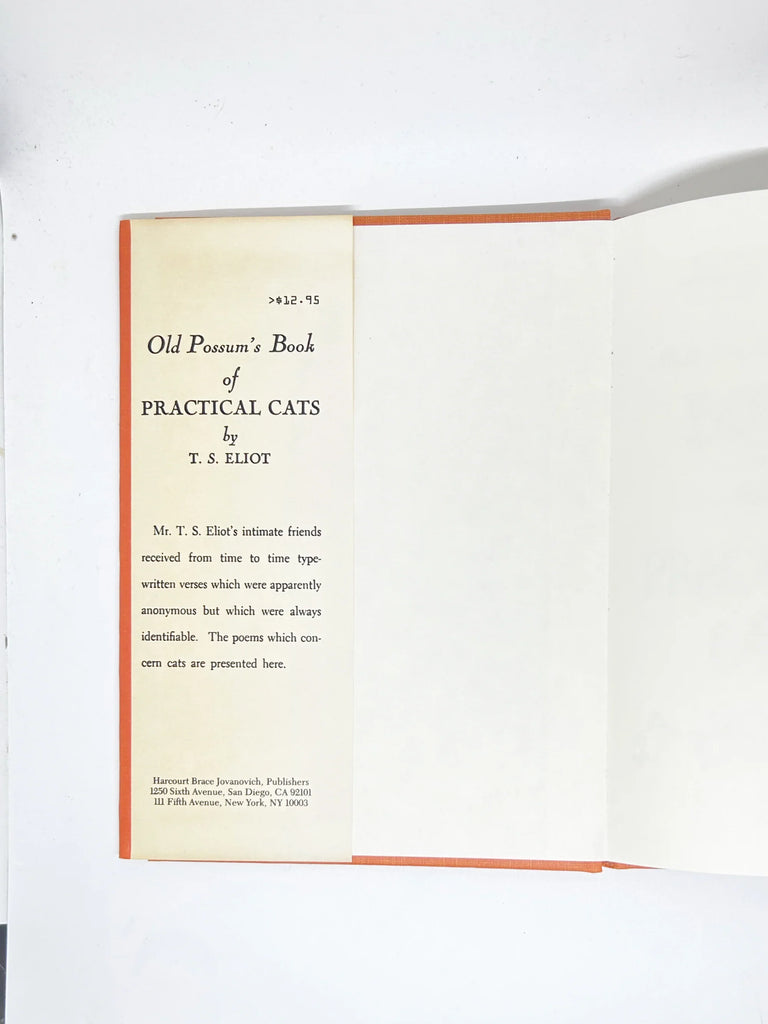 >$12.95
Old Possum's Book
of
PRACTICAL CATS
by
T. S. ELIOT
Mr. T. S. Eliot's intimate friends
received from time to time type-
written verses which were apparently
anonymous but which were always
identifiable. The poems which con-
cern cats are presented here.
Harcourt Brace Jovanovich, Publishers
1250 Sixth Avenue, San Diego, CA 92101
111 Fifth Avenue, New York, NY 10003